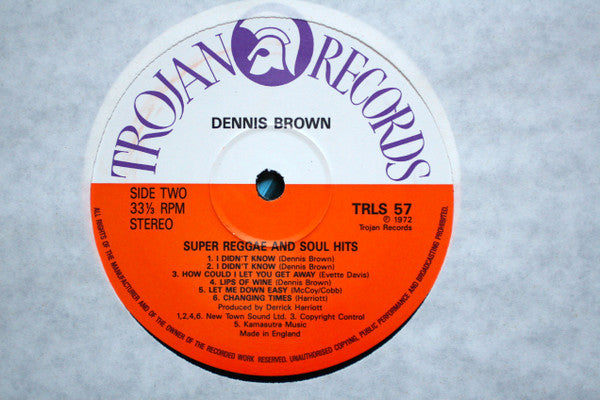 TROJAN RECORDS
DENNIS BROWN
SIDE TWO
33⅓ RPM
STEREO
TRLS 57
℗ 1972
Trojan Records
SUPER REGGAE AND SOUL HITS
1. I DIDN'T KNOW (Dennis Brown)
2. I DIDN'T KNOW (Dennis Brown)
3. HOW COULD I LET YOU GET AWAY (Evette Davis)
4. LIPS OF WINE (Dennis Brown)
5. LET ME DOWN EASY (McCoy/Cobb)
6. CHANGING TIMES (Harriott)
Produced by Derrick Harriott
1,2,4,6. New Town Sound Ltd. 3. Copyright Control
5. Kamasutra Music
Made in England
ALL RIGHTS OF THE MANUFACTURER AND OF THE OWNER OF THE RECORDED WORK RESERVED. UNAUTHORISED COPYING, PUBLIC PERFORMANCE AND BROADCASTING PROHIBITED.